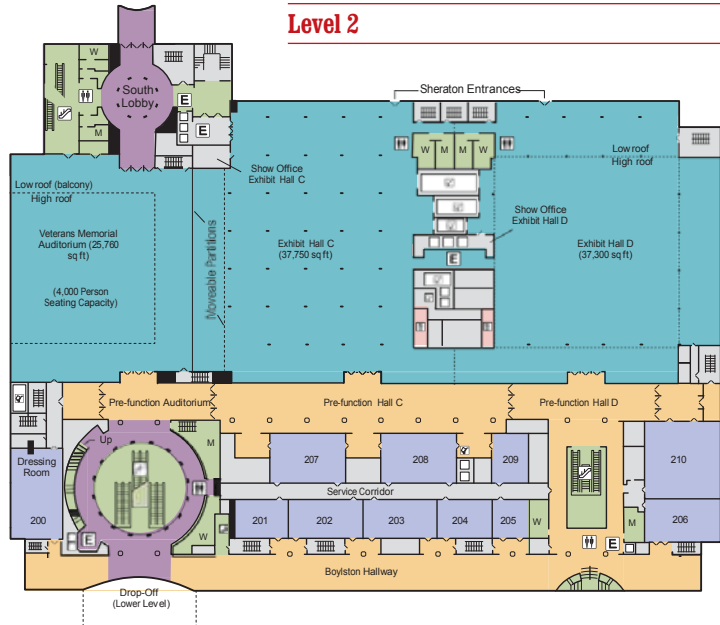 Level 2
W
South
Lobby
E
M
E
Sheraton Entrances
Show Office
Exhibit Hall C
W
M
M
W
Low roof
High roof
Low roof (balcony)
High roof
Veterans Memorial
Auditorium (25,760
sq ft)
(4,000 Person
Seating Capacity)
Moveable Partitions
Exhibit Hall C
(37,750 sq ft)
Show Office
Exhibit Hall D
E
Exhibit Hall D
(37,300 sq ft)
Pre-function Auditorium
Pre-function Hall C
Pre-function Hall D
Up
M
Dressing
Room
200
207
208
209
210
Service Corridor
201
202
203
204
205
W
M
206
E
W
E
Boylston Hallway
Drop-Off
(Lower Level)